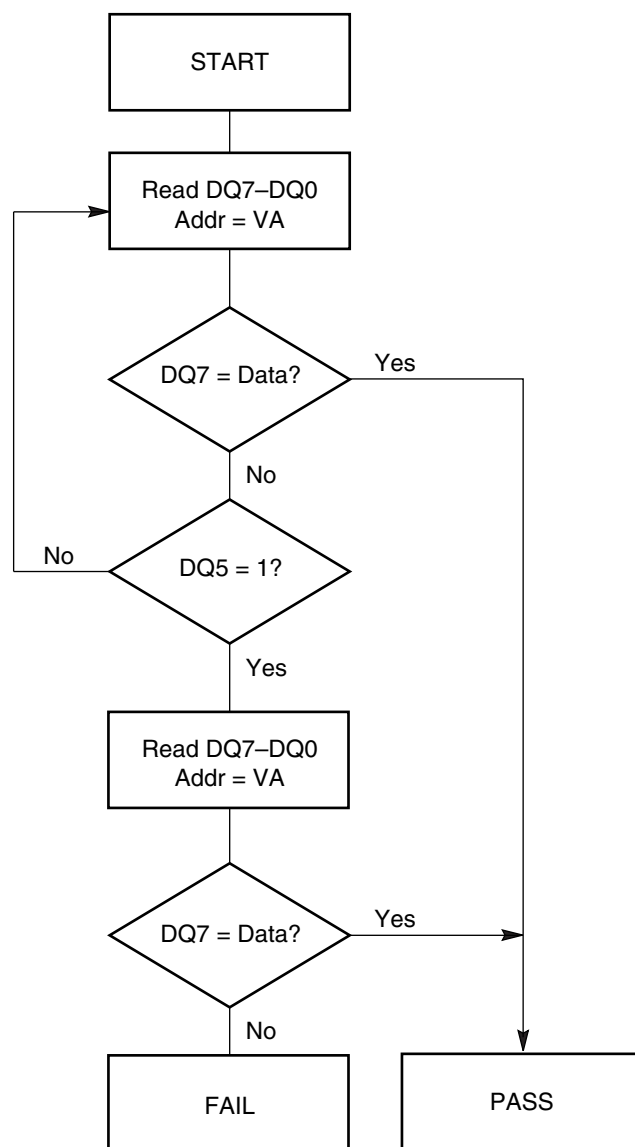 START
Read DQ7–DQ0
Addr = VA
DQ7 = Data?
Yes
No
DQ5 = 1?
No
Yes
Read DQ7–DQ0
Addr = VA
DQ7 = Data?
Yes
No
FAIL
PASS